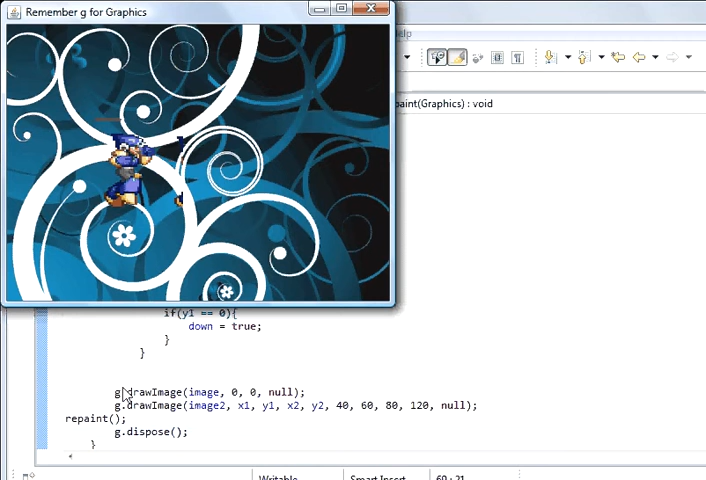 Remember g for Graphics
Help
paint(Graphics) : void
if(y1 == 0){
down = true;
}
}
g.drawImage(image, 0, 0, null);
g.drawImage(image2, x1, y1, x2, y2, 40, 60, 80, 120, null);
repaint();
g.dispose();
}
Writable Smart Insert 60 : 21